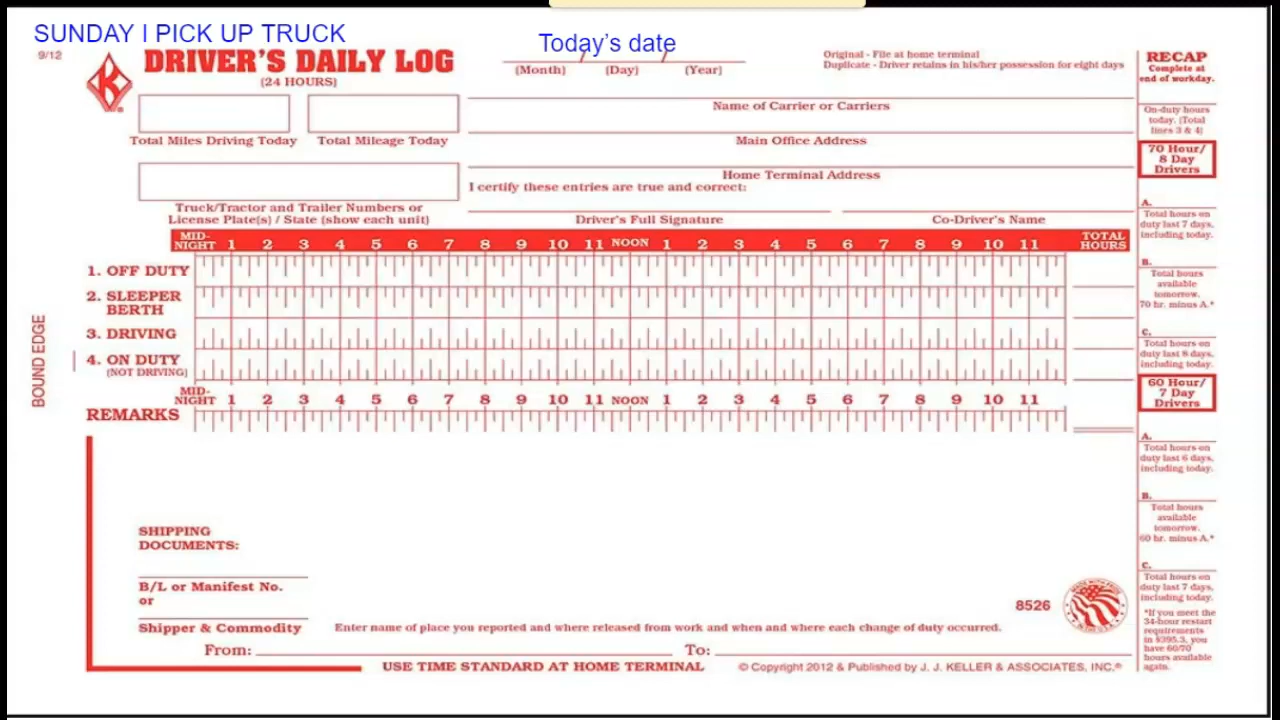 SUNDAY I PICK UP TRUCK
Today's date
9/12
K
DRIVER'S DAILY LOG
(24 HOURS)
(Month) (Day) (Year)
Original - File at home terminal
Duplicate - Driver retains in his/her possession for eight days
Total Miles Driving Today
Total Mileage Today
Name of Carrier or Carriers
Main Office Address
Home Terminal Address
I certify these entries are true and correct:
Truck/Tractor and Trailer Numbers or
License Plate(s) / State (show each unit)
Driver's Full Signature
Co-Driver's Name
MID-
NIGHT 1 2 3 4 5 6 7 8 9 10 11 NOON 1 2 3 4 5 6 7 8 9 10 11
TOTAL
HOURS
1. OFF DUTY
2. SLEEPER
BERTH
3. DRIVING
4. ON DUTY
(NOT DRIVING)
MID-
NIGHT 1 2 3 4 5 6 7 8 9 10 11 NOON 1 2 3 4 5 6 7 8 9 10 11
REMARKS
BOUND EDGE
SHIPPING
DOCUMENTS:
B/L or Manifest No.
or
Shipper & Commodity
Enter name of place you reported and where released from work and when and where each change of duty occurred.
From:
To:
USE TIME STANDARD AT HOME TERMINAL
8526
© Copyright 2012 & Published by J. J. KELLER & ASSOCIATES, INC.®
RECAP
Complete at
end of workday.
On-duty hours
today. (Total
lines 3 & 4)
70 Hour/
8 Day
Drivers
A.
Total hours on
duty last 7 days,
including today.
B.
Total hours
available
tomorrow.
70 hr. minus A.*
C.
Total hours on
duty last 8 days,
including today.
60 Hour/
7 Day
Drivers
A.
Total hours on
duty last 6 days,
including today.
B.
Total hours
available
tomorrow.
60 hr. minus A.*
C.
Total hours on
duty last 7 days,
including today.
*If you meet the
34-hour restart
requirements
in §395.3, you
have 60/70
hours available
again.